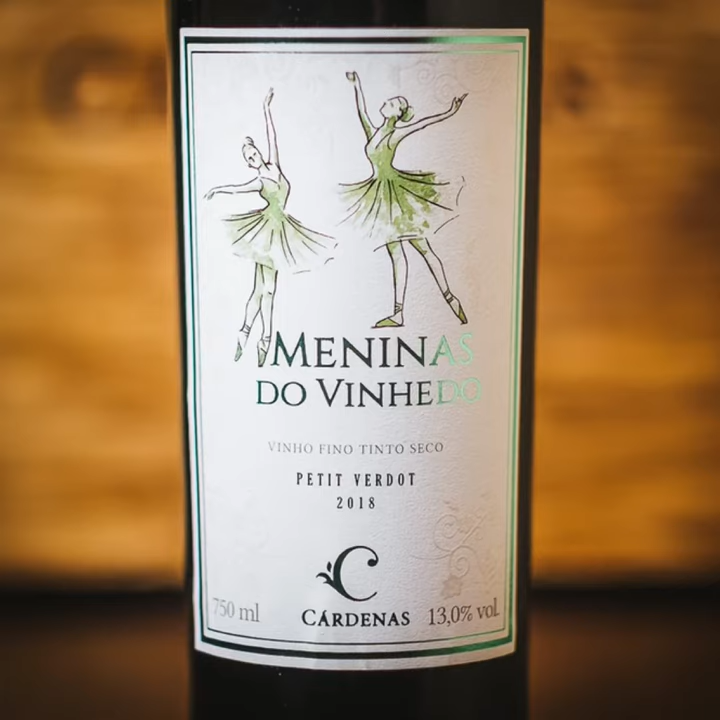 MENINAS
DO VINHEDO
VINHO FINO TINTO SECO
PETIT VERDOT
2018
C
750 ml CÁRDENAS 13,0% vol.